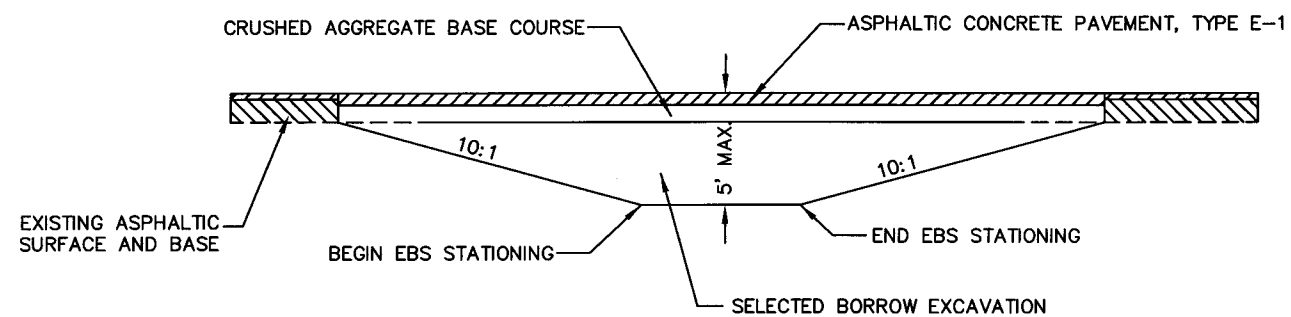 CRUSHED AGGREGATE BASE COURSE
ASPHALTIC CONCRETE PAVEMENT, TYPE E-1
10:1
5' MAX.
10:1
EXISTING ASPHALTIC
SURFACE AND BASE
BEGIN EBS STATIONING
END EBS STATIONING
SELECTED BORROW EXCAVATION